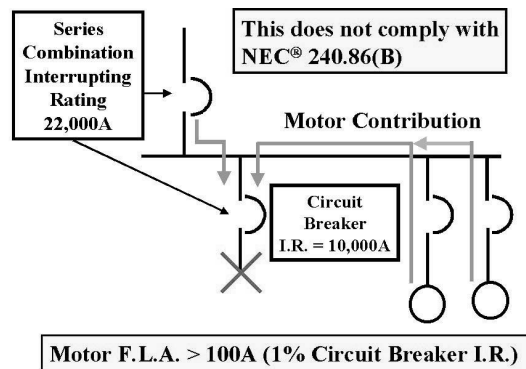 Series
Combination
Interrupting
Rating
22,000A
This does not comply with
NEC® 240.86(B)
Motor Contribution
Circuit
Breaker
I.R. = 10,000A
Motor F.L.A. > 100A (1% Circuit Breaker I.R.)